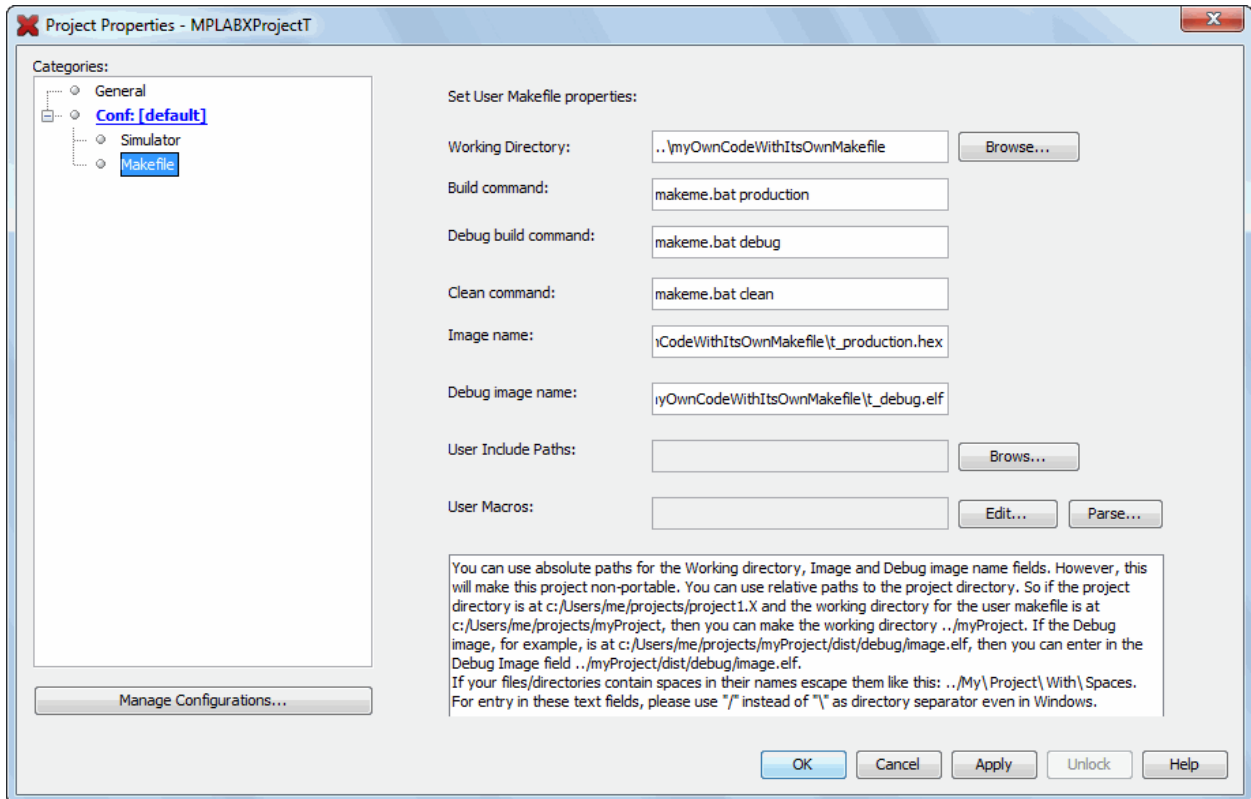 Project Properties - MPLABXProjectT
Categories:
General
Conf: [default]
Simulator
Makefile
Manage Configurations...
Set User Makefile properties:
Working Directory: ..\myOwnCodeWithItsOwnMakefile Browse...
Build command: makeme.bat production
Debug build command: makeme.bat debug
Clean command: makeme.bat clean
Image name: nCodeWithItsOwnMakefile\t_production.hex
Debug image name: yOwnCodeWithItsOwnMakefile\t_debug.elf
User Include Paths: Brows...
User Macros: Edit... Parse...
You can use absolute paths for the Working directory, Image and Debug image name fields. However, this
will make this project non-portable. You can use relative paths to the project directory. So if the project
directory is at c:/Users/me/projects/project1.X and the working directory for the user makefile is at
c:/Users/me/projects/myProject, then you can make the working directory ../myProject. If the Debug
image, for example, is at c:/Users/me/projects/myProject/dist/debug/image.elf, then you can enter in the
Debug Image field ../myProject/dist/debug/image.elf.
If your files/directories contain spaces in their names escape them like this: ../My\ Project\ With\ Spaces.
For entry in these text fields, please use "/" instead of "\" as directory separator even in Windows.
OK Cancel Apply Unlock Help